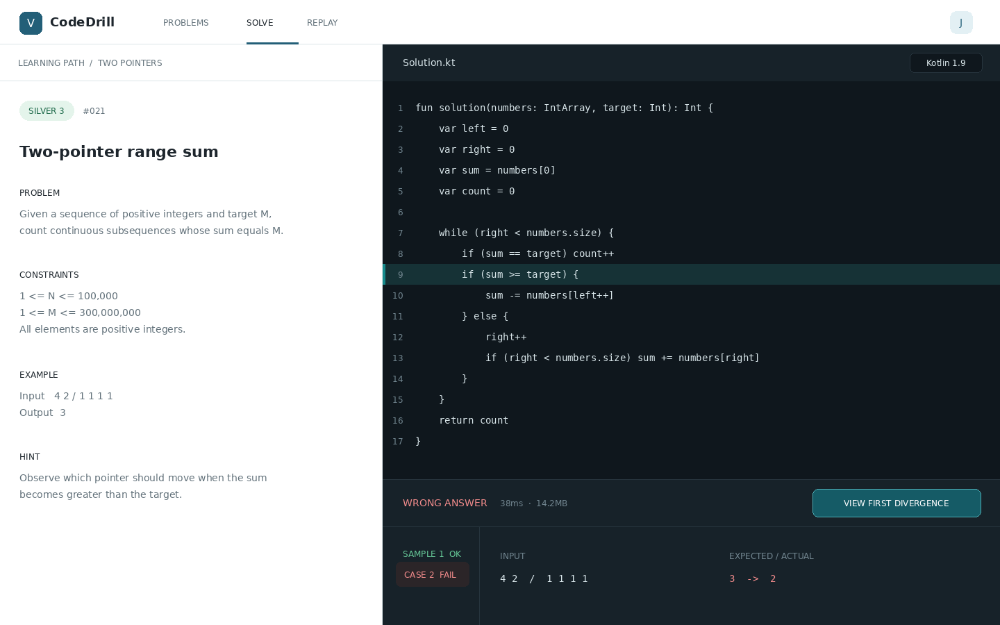 V CodeDrill PROBLEMS SOLVE REPLAY J
LEARNING PATH / TWO POINTERS
SILVER 3 #021
Two-pointer range sum
PROBLEM
Given a sequence of positive integers and target M,
count continuous subsequences whose sum equals M.
CONSTRAINTS
1 <= N <= 100,000
1 <= M <= 300,000,000
All elements are positive integers.
EXAMPLE
Input 4 2 / 1 1 1 1
Output 3
HINT
Observe which pointer should move when the sum
becomes greater than the target.
Solution.kt Kotlin 1.9
1 fun solution(numbers: IntArray, target: Int): Int {
2     var left = 0
3     var right = 0
4     var sum = numbers[0]
5     var count = 0
6
7     while (right < numbers.size) {
8         if (sum == target) count++
9         if (sum >= target) {
10             sum -= numbers[left++]
11         } else {
12             right++
13             if (right < numbers.size) sum += numbers[right]
14         }
15     }
16     return count
17 }
WRONG ANSWER 38ms · 14.2MB VIEW FIRST DIVERGENCE
SAMPLE 1 OK
CASE 2 FAIL
INPUT
4 2 / 1 1 1 1
EXPECTED / ACTUAL
3 -> 2